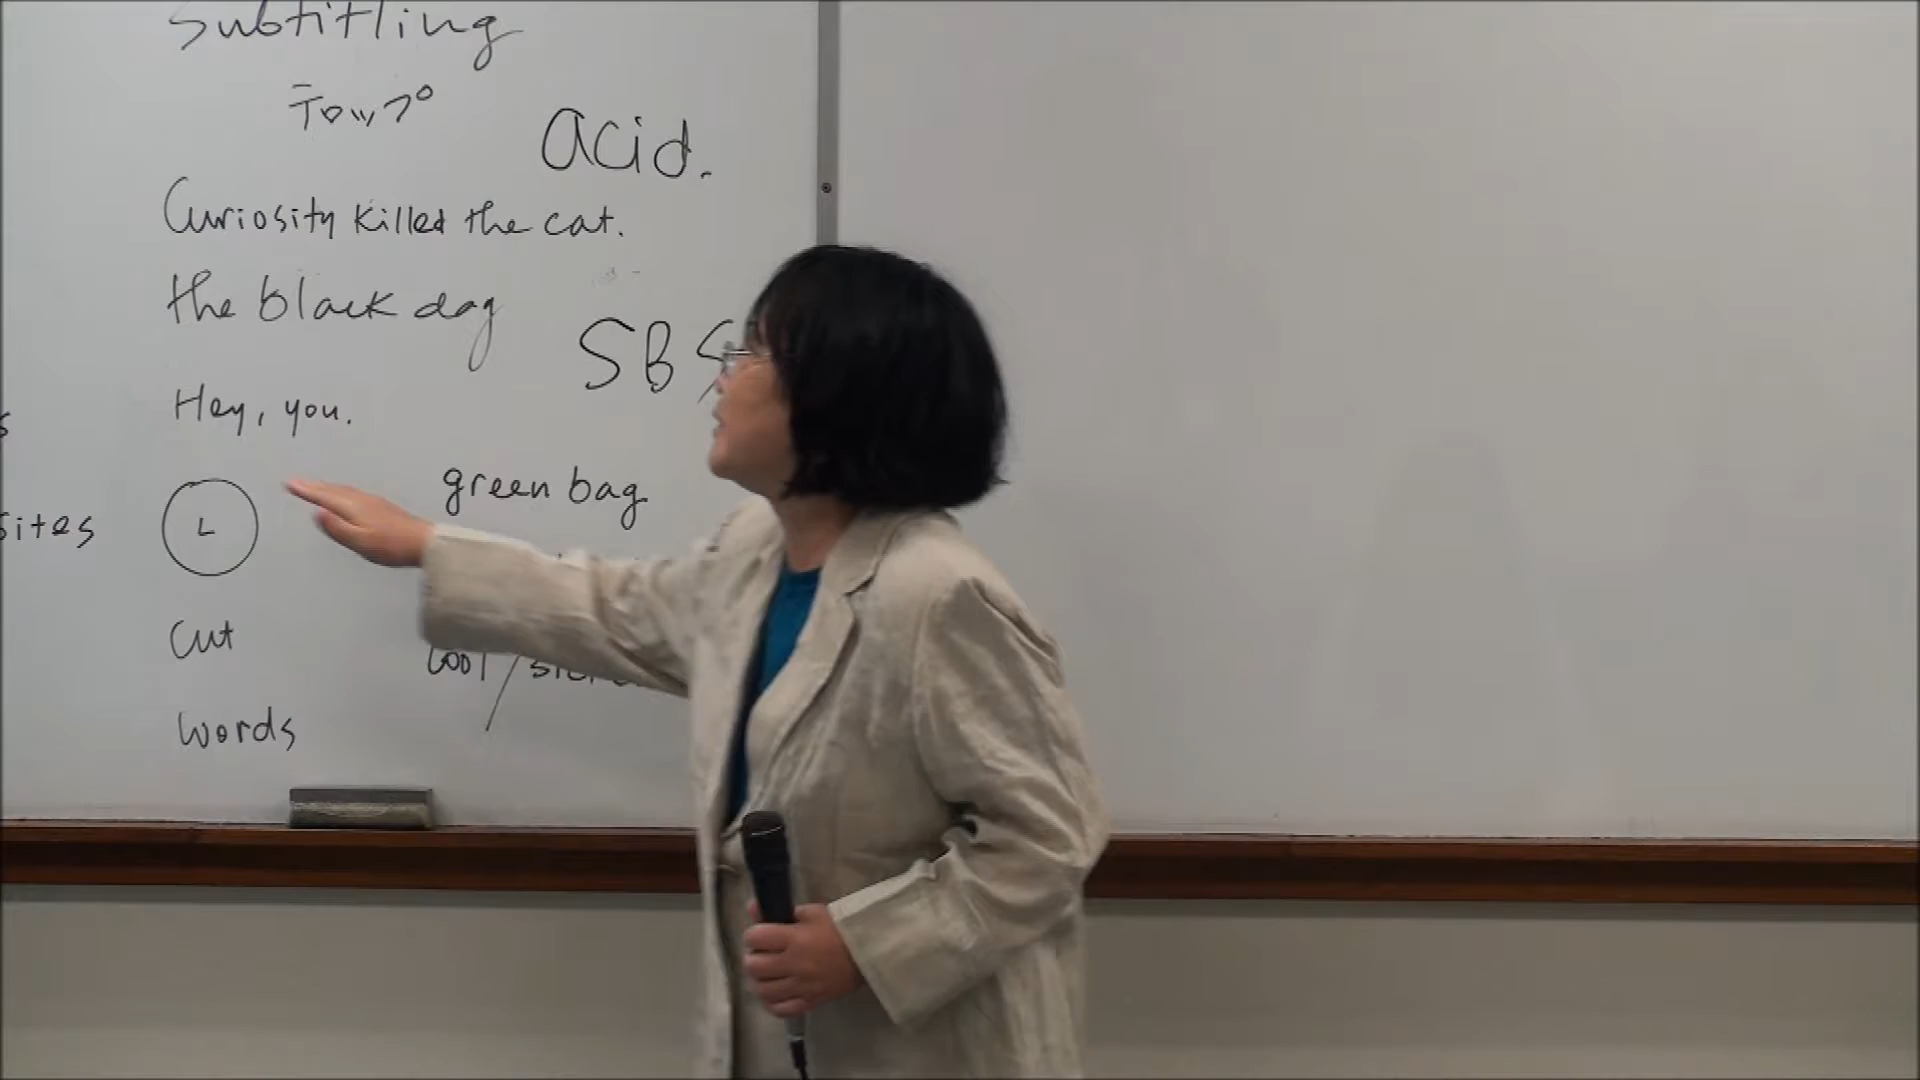 Subtitling
テロップ
acid.
Curiosity killed the cat.
the black dog
SBS
Hey, you.
green bag
sites
L
cut
words